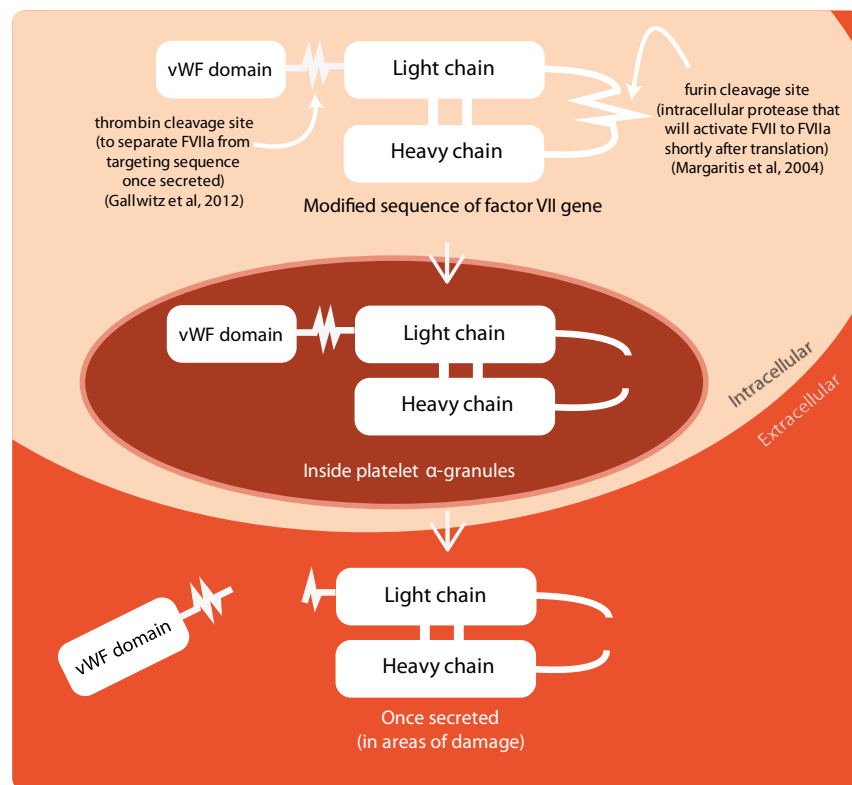 vWF domain
Light chain
Heavy chain
thrombin cleavage site
(to separate FVIIa from
targeting sequence
once secreted)
(Gallwitz et al, 2012)
furin cleavage site
(intracellular protease that
will activate FVII to FVIIa
shortly after translation)
(Margaritis et al, 2004)
Modified sequence of factor VII gene
vWF domain
Light chain
Heavy chain
Inside platelet α-granules
Intracellular
Extracellular
vWF domain
Light chain
Heavy chain
Once secreted
(in areas of damage)